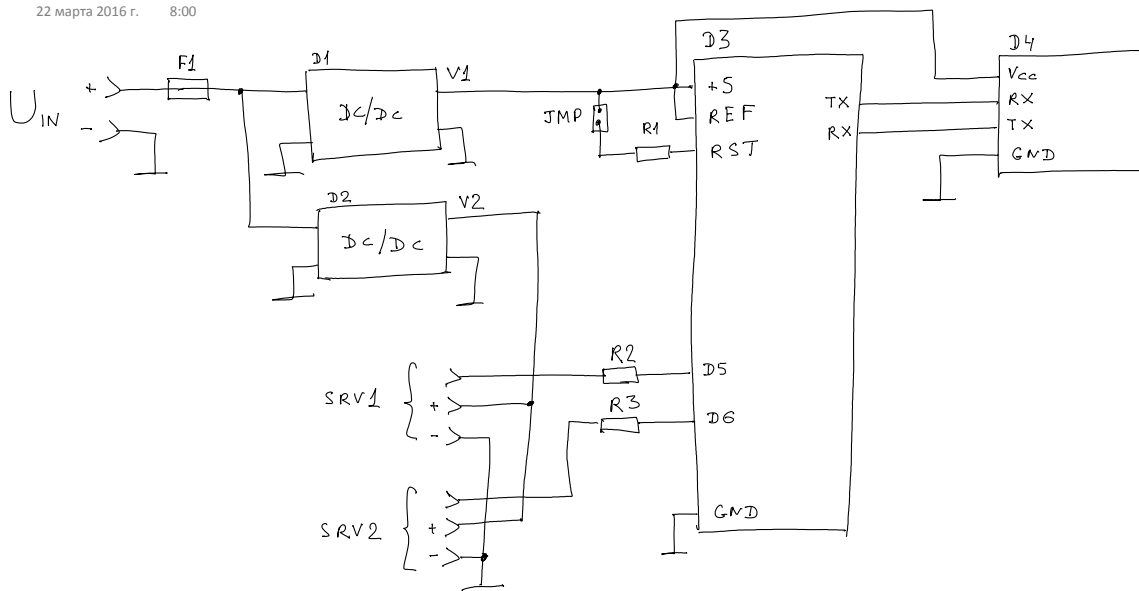 22 марта 2016 г. 8:00
U IN
+
-
F1
D1
DC/DC
V1
D2
DC/DC
V2
JMP
R1
D3
+5
REF
RST
TX
RX
D5
D6
GND
D4
Vcc
RX
TX
GND
R2
R3
SRV1
+
-
SRV2
+
-